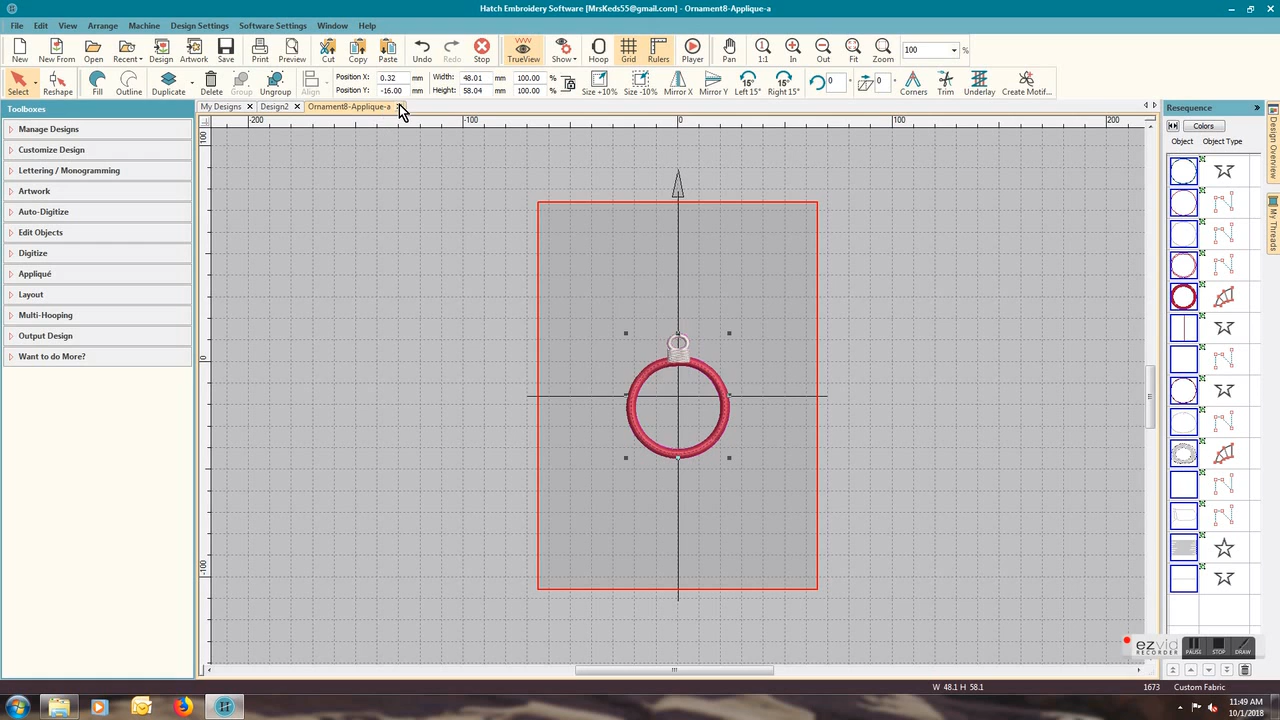 Hatch Embroidery Software [MrsKeds55@gmail.com] - Ornament8-Applique-a
File Edit View Arrange Machine Design Settings Software Settings Window Help
New New From Open Recent Design Artwork Save Print Preview Cut Copy Paste Undo Redo Stop TrueView Show Hoop Grid Rulers Player Pan 1:1 In Out Fit Zoom 100 %
Select Reshape Fill Outline Duplicate Delete Group Ungroup Align Size +10% Size -10% Mirror X Mirror Y Left 15° Right 15° Corners Trim Underlay Create Motif...
Position X: 0.32 mm Width: 48.01 mm 100.00 %
Position Y: -16.00 mm Height: 58.04 mm 100.00 %
15° 15° 0 0
My Designs Design2 Ornament8-Applique-a
Toolboxes
Manage Designs
Customize Design
Lettering / Monogramming
Artwork
Auto-Digitize
Edit Objects
Digitize
Appliqué
Layout
Multi-Hooping
Output Design
Want to do More?
-200 -100 0 100 200
100
0
-100
Resequence
Colors
Object Object Type
Design Overview
My Threads
ezvid
RECORDER
PAUSE STOP DRAW
W 48.1 H 58.1 1673 Custom Fabric
11:49 AM
10/1/2018